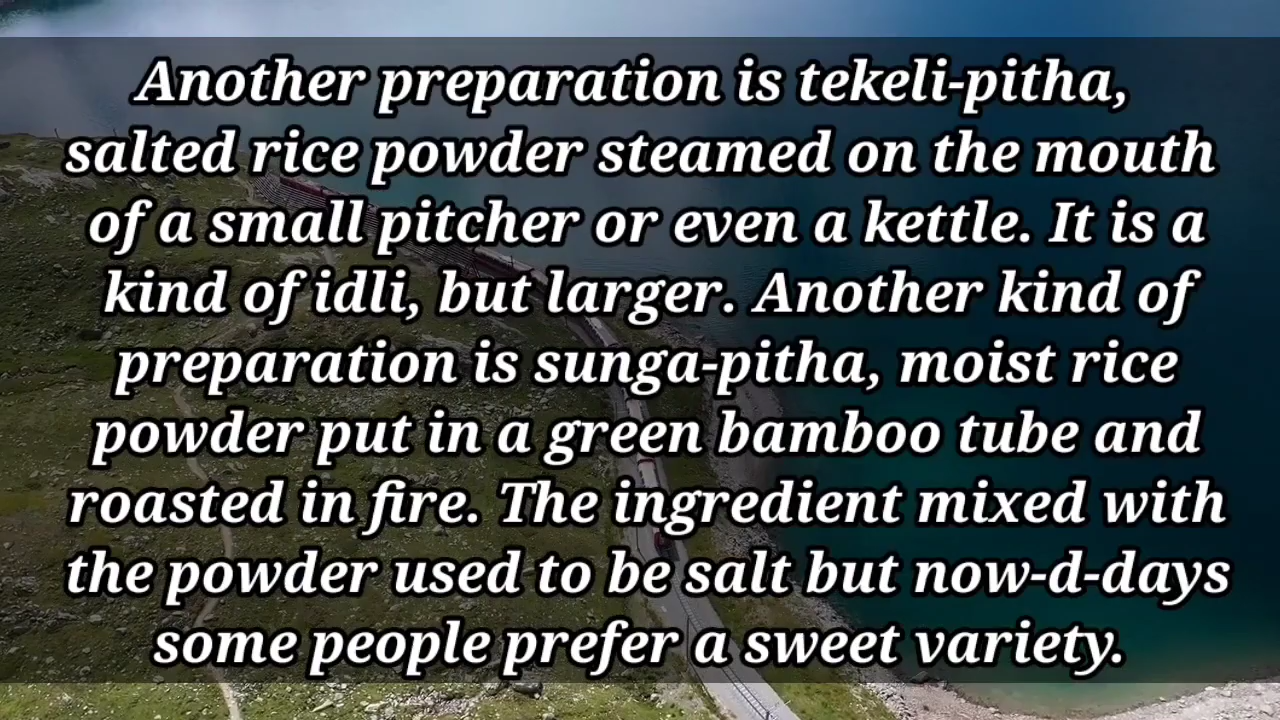 Another preparation is tekeli-pitha,
salted rice powder steamed on the mouth
of a small pitcher or even a kettle. It is a
kind of idli, but larger. Another kind of
preparation is sunga-pitha, moist rice
powder put in a green bamboo tube and
roasted in fire. The ingredient mixed with
the powder used to be salt but now-d-days
some people prefer a sweet variety.